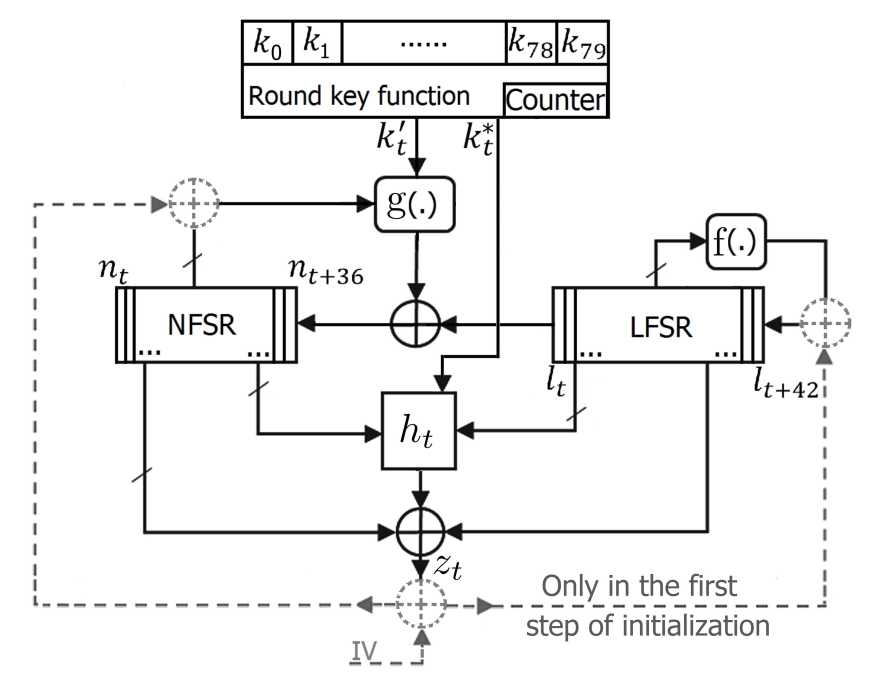 k₀ k₁ ...... k₇₈ k₇₉
Round key function Counter
k′ₜ k*ₜ
g(.)
f(.)
nₜ nₜ₊₃₆
NFSR
LFSR
... ...
... ...
lₜ lₜ₊₄₂
hₜ
zₜ
Only in the first
step of initialization
IV